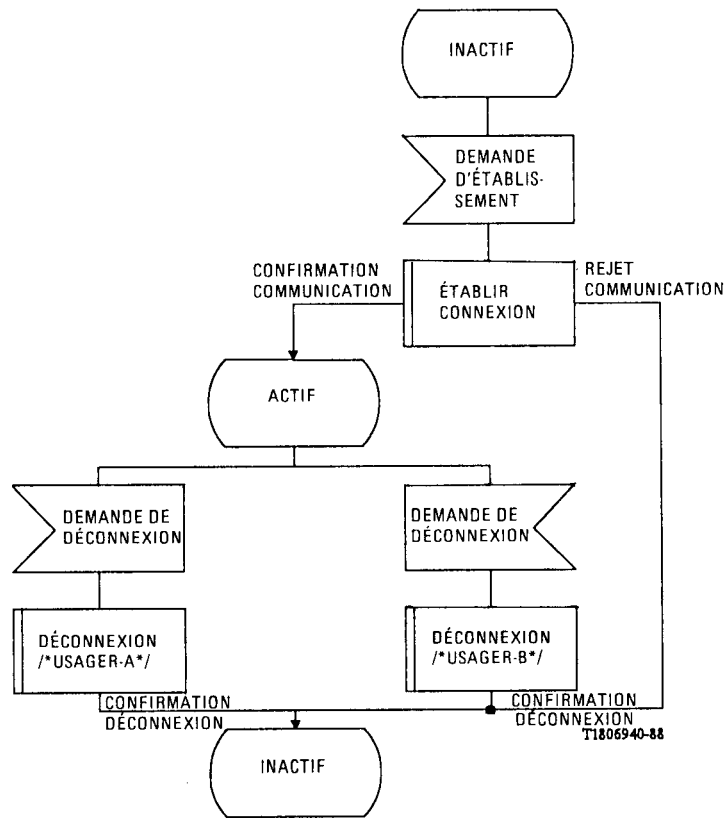 INACTIF
DEMANDE
D'ÉTABLIS-
SEMENT
CONFIRMATION
COMMUNICATION
ÉTABLIR
CONNEXION
REJET
COMMUNICATION
ACTIF
DEMANDE DE
DÉCONNEXION
DEMANDE DE
DÉCONNEXION
DÉCONNEXION
/*USAGER-A*/
DÉCONNEXION
/*USAGER-B*/
CONFIRMATION
DÉCONNEXION
CONFIRMATION
DÉCONNEXION
T1806940-88
INACTIF